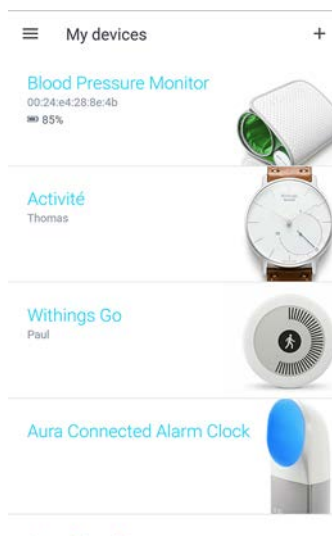 My devices
Blood Pressure Monitor
00:24:e4:28:8e:4b
85%
Activité
Thomas
Withings Go
Paul
Aura Connected Alarm Clock